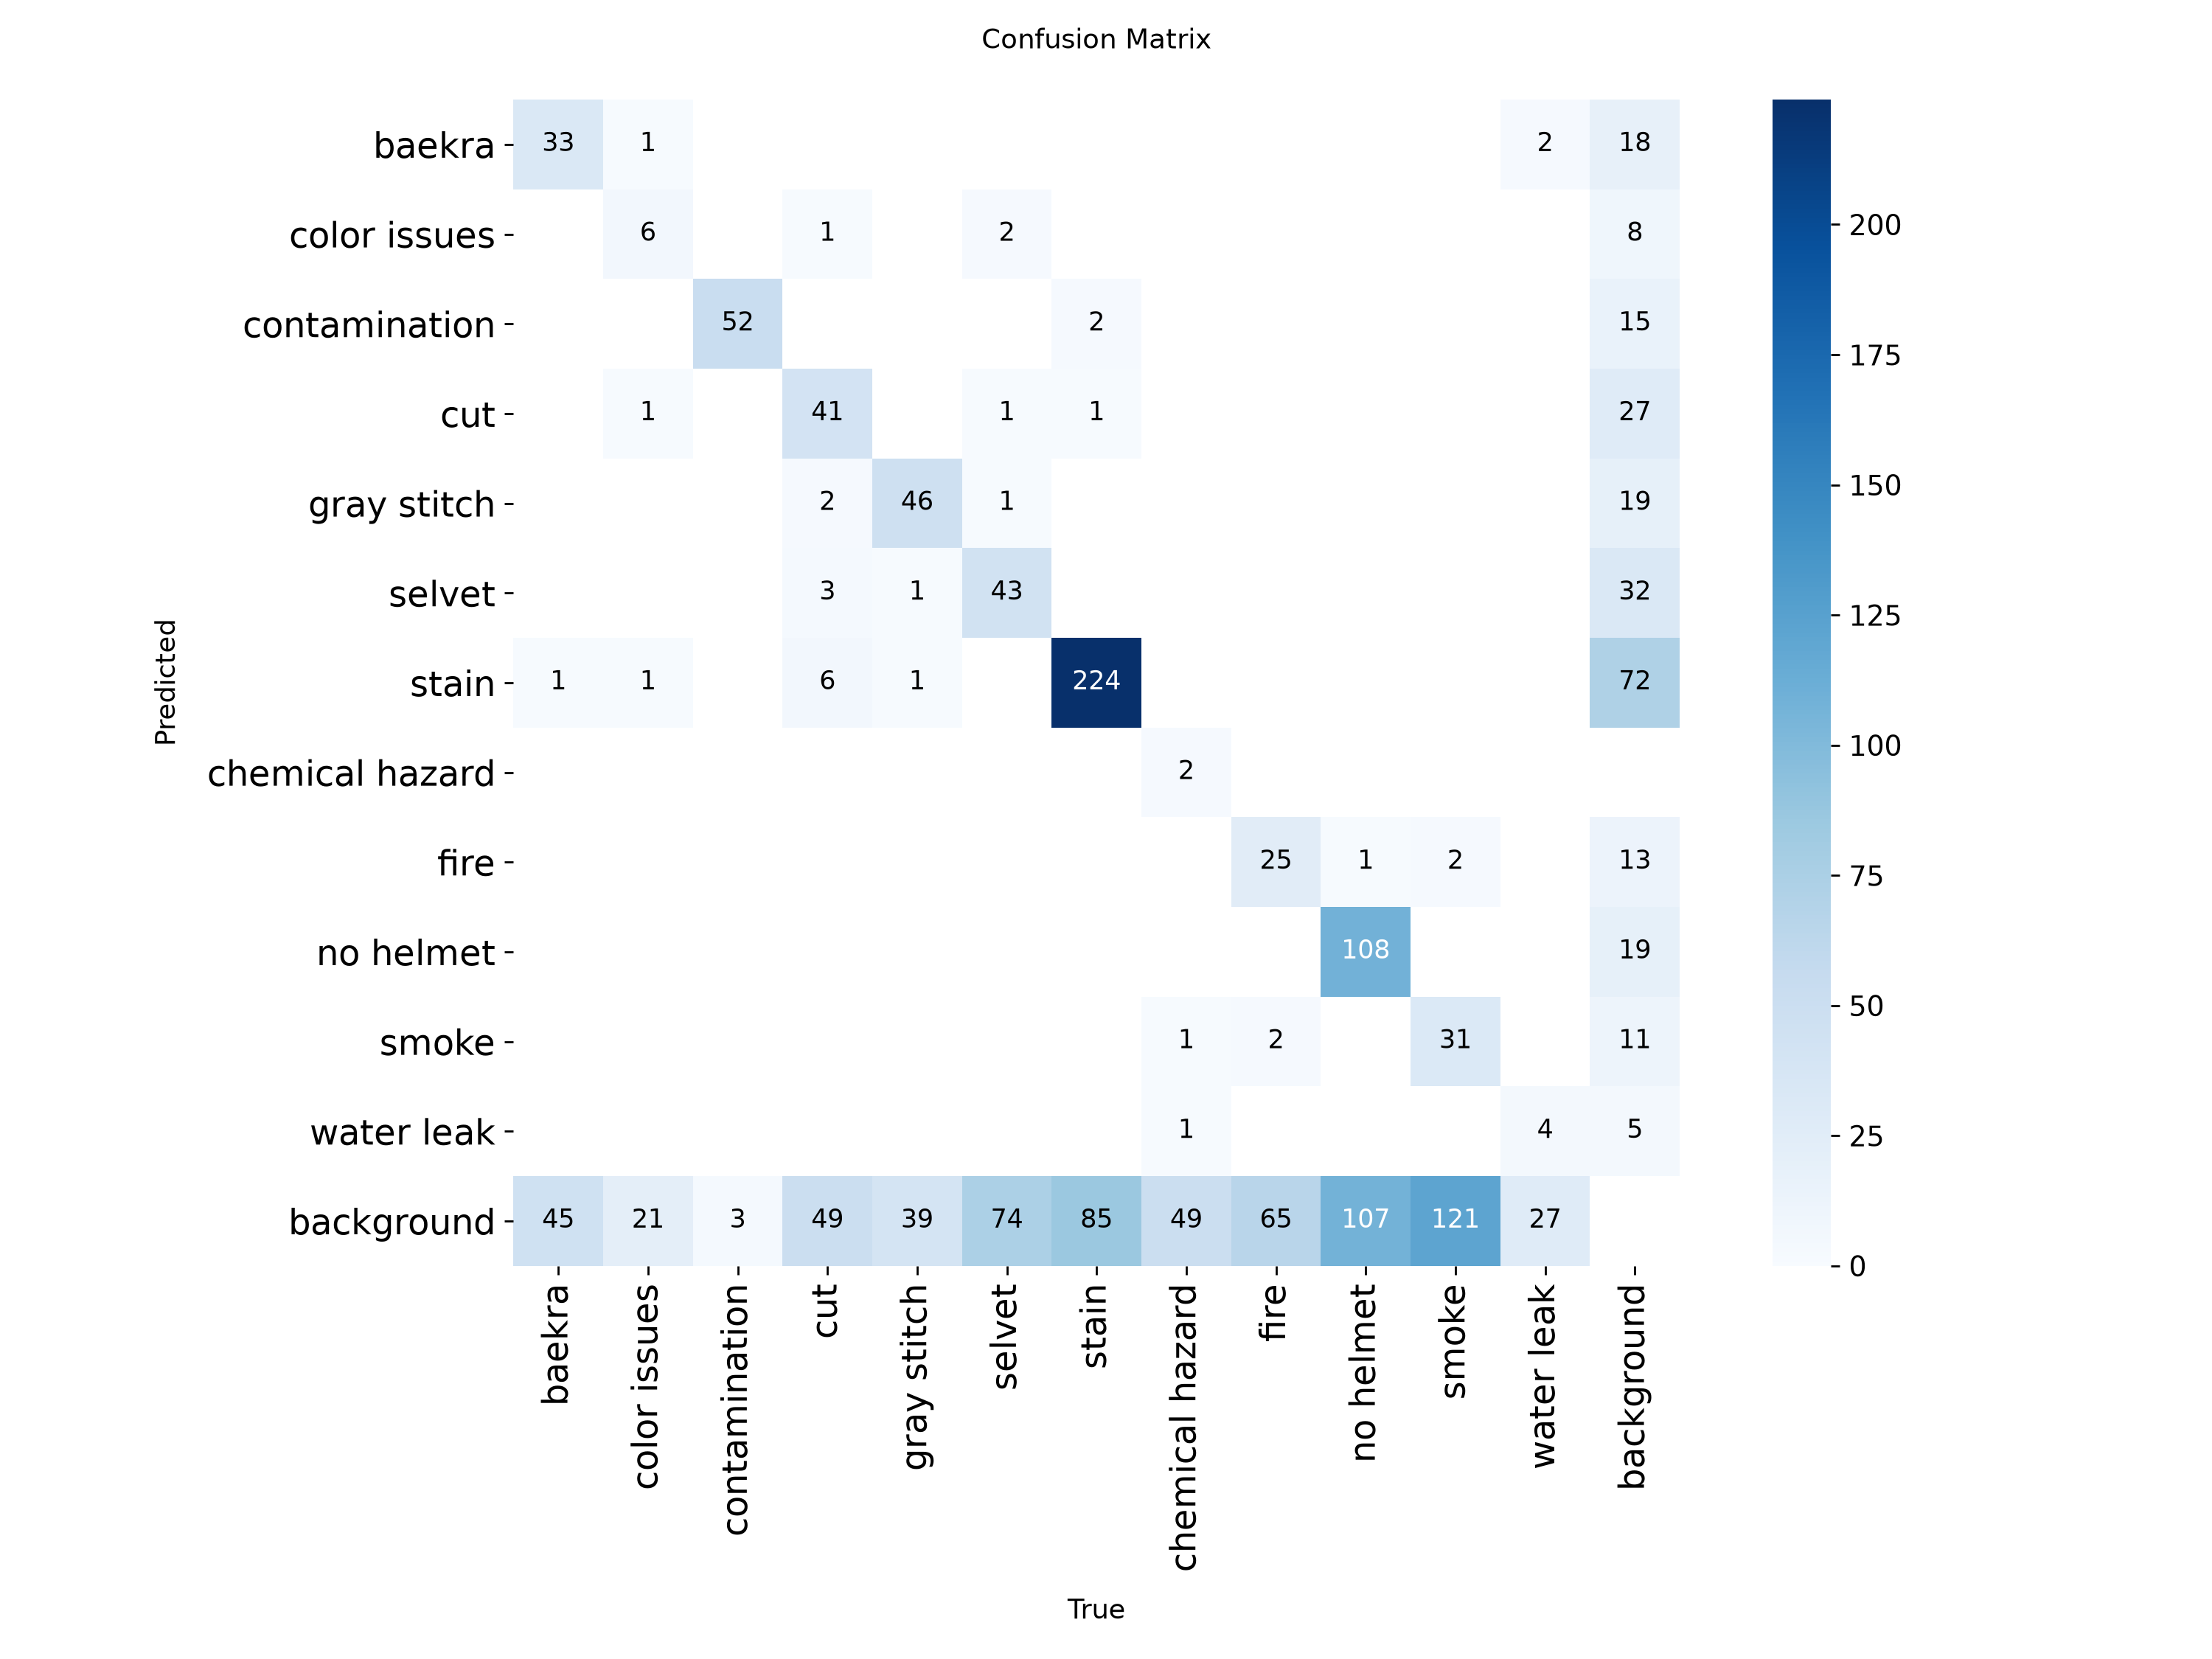 Confusion Matrix
baekra 33 1 2 18
color issues 6 1 2 8
200
contamination 52 2 15
175
cut 1 41 1 1 27
150
gray stitch 2 46 1 19
selvet 3 1 43 32
125
Predicted
stain 1 1 6 1 224 72
100
chemical hazard 2
fire 25 1 2 13
75
no helmet 108 19
50
smoke 1 2 31 11
water leak 1 4 5
25
background 45 21 3 49 39 74 85 49 65 107 121 27
0
baekra
color issues
contamination
cut
gray stitch
selvet
stain
chemical hazard
fire
no helmet
smoke
water leak
background
True